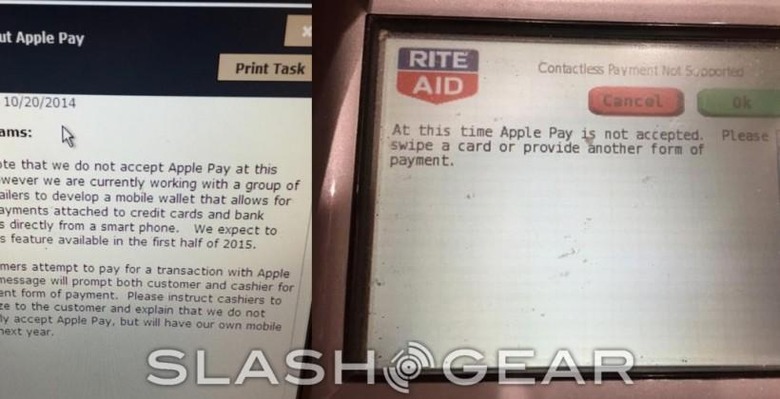 ut Apple Pay
x
Print Task
10/20/2014
ams:
ote that we do not accept Apple Pay at this
wever we are currently working with a group of
ailers to develop a mobile wallet that allows for
ayments attached to credit cards and bank
s directly from a smart phone. We expect to
s feature available in the first half of 2015.
mers attempt to pay for a transaction with Apple
message will prompt both customer and cashier for
ent form of payment. Please instruct cashiers to
ze to the customer and explain that we do not
ly accept Apple Pay, but will have our own mobile
next year.
RITE
AID
Contactless Payment Not Supported
Cancel
Ok
At this time Apple Pay is not accepted. Please
swipe a card or provide another form of
payment.
SLASH GEAR